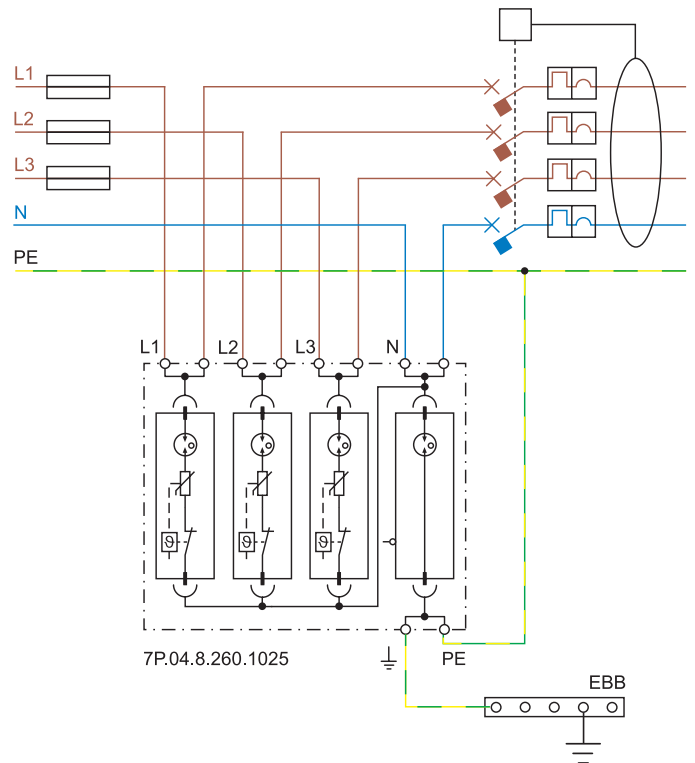 L1
L2
L3
N
PE
L1 L2 L3 N
ϑ ϑ ϑ
7P.04.8.260.1025 PE
EBB